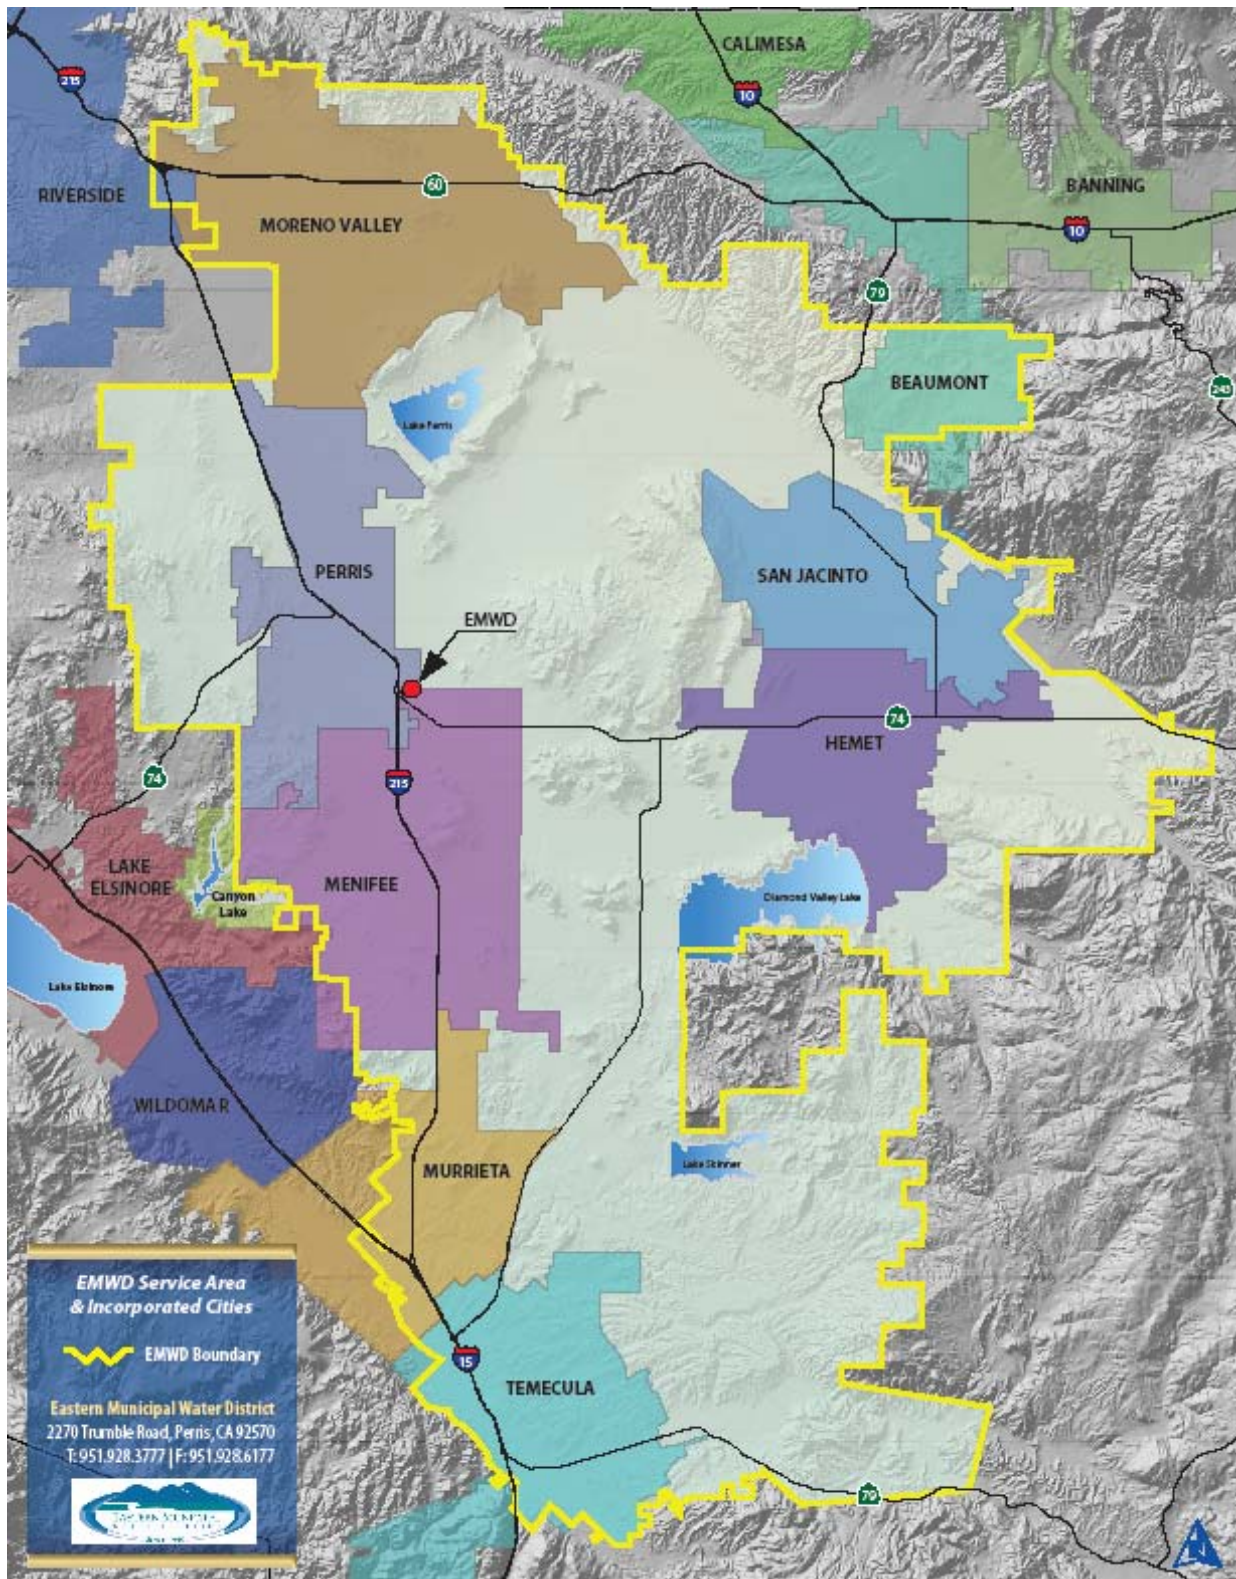 CALIMESA
215
10
RIVERSIDE
60
BANNING
MORENO VALLEY
10
79
BEAUMONT
243
Lake Perris
PERRIS
SAN JACINTO
EMWD
74
HEMET
74
215
LAKE
ELSINORE
MENIFEE
Canyon
Lake
Diamond Valley Lake
Lake Elsinore
WILDOMAR
MURRIETA
Lake Skinner
EMWD Service Area
& Incorporated Cities
EMWD Boundary
15
TEMECULA
Eastern Municipal Water District
2270 Trumble Road, Perris, CA 92570
T: 951.928.3777 | F: 951.928.6177
79
EASTERN MUNICIPAL
N